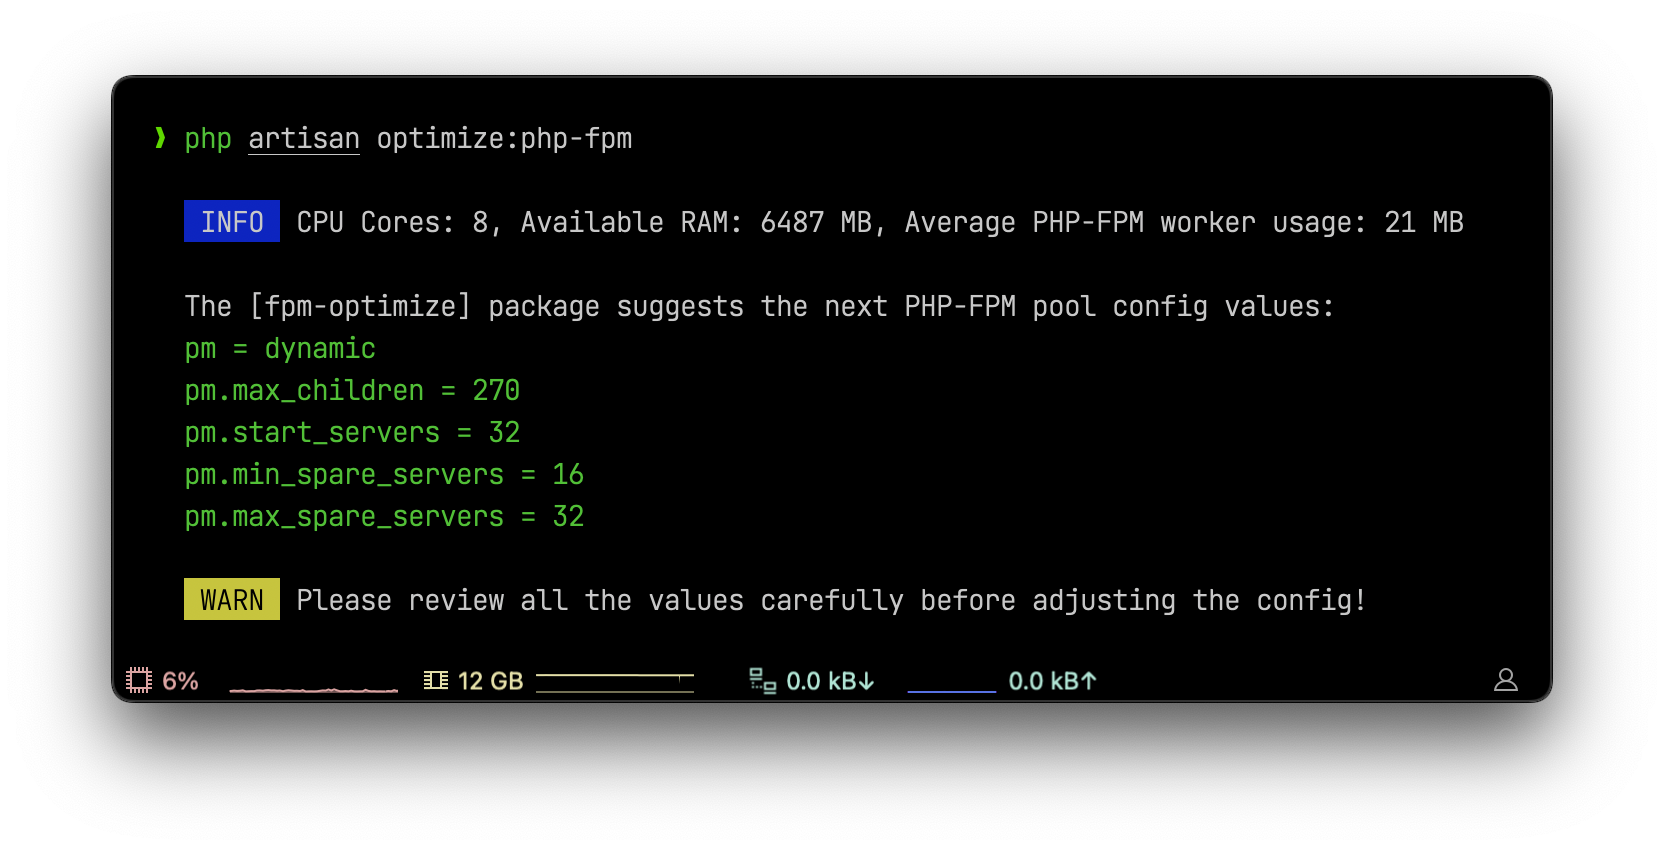 ❱ php artisan optimize:php-fpm
INFO CPU Cores: 8, Available RAM: 6487 MB, Average PHP-FPM worker usage: 21 MB
The [fpm-optimize] package suggests the next PHP-FPM pool config values:
pm = dynamic
pm.max_children = 270
pm.start_servers = 32
pm.min_spare_servers = 16
pm.max_spare_servers = 32
WARN Please review all the values carefully before adjusting the config!
6% 12 GB 0.0 kB↓ 0.0 kB↑